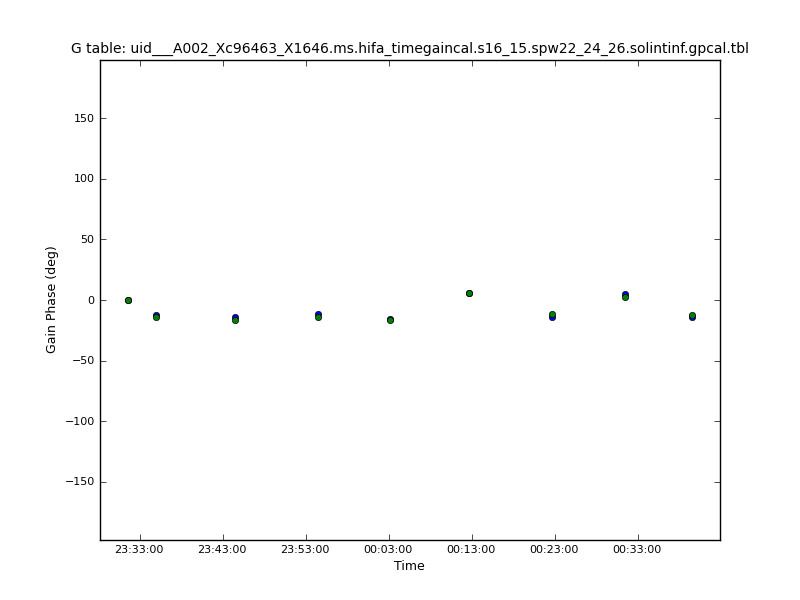 G table: uid___A002_Xc96463_X1646.ms.hifa_timegaincal.s16_15.spw22_24_26.solintinf.gpcal.tbl
150
100
50
0
−50
−100
−150
Gain Phase (deg)
23:33:00 23:43:00 23:53:00 00:03:00 00:13:00 00:23:00 00:33:00
Time